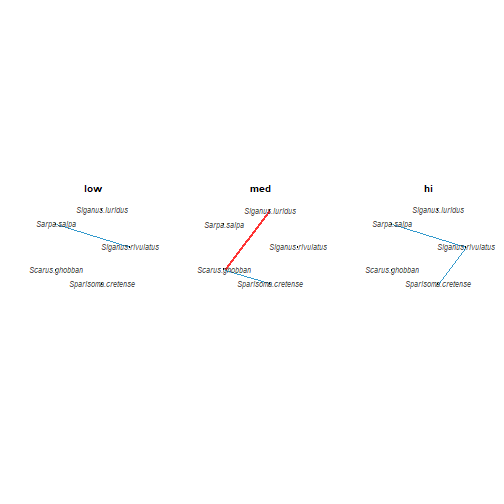 low
Siganus.luridus
Sarpa.salpa
Siganus.rivulatus
Scarus.ghobban
Sparisoma.cretense
med
Siganus.luridus
Sarpa.salpa
Siganus.rivulatus
Scarus.ghobban
Sparisoma.cretense
hi
Siganus.luridus
Sarpa.salpa
Siganus.rivulatus
Scarus.ghobban
Sparisoma.cretense